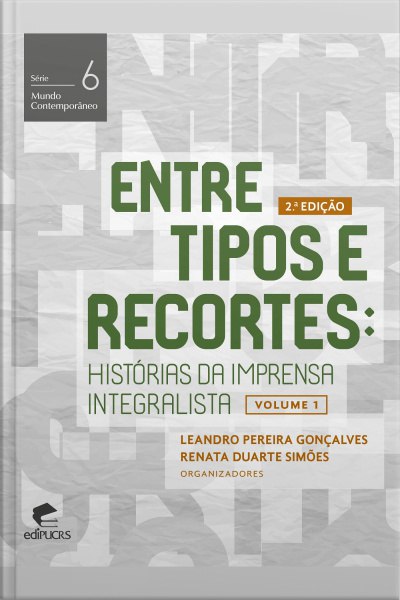 Série 6
Mundo
Contemporâneo
ENTRE
2.ª EDIÇÃO
TIPOS E
RECORTES:
HISTÓRIAS DA IMPRENSA
INTEGRALISTA VOLUME 1
LEANDRO PEREIRA GONÇALVES
RENATA DUARTE SIMÕES
ORGANIZADORES
ediPUCRS